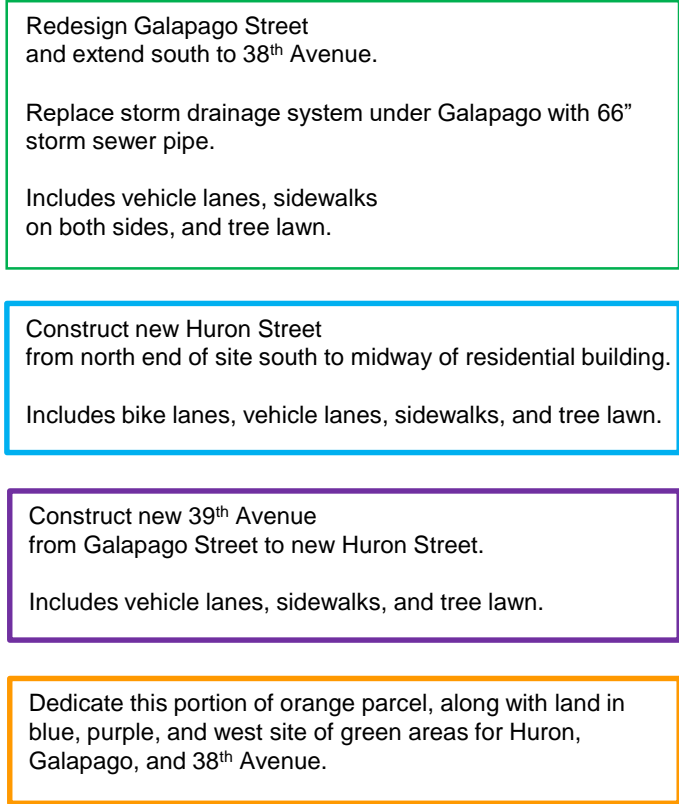 Redesign Galapago Street
and extend south to 38th Avenue.
Replace storm drainage system under Galapago with 66”
storm sewer pipe.
Includes vehicle lanes, sidewalks
on both sides, and tree lawn.
Construct new Huron Street
from north end of site south to midway of residential building.
Includes bike lanes, vehicle lanes, sidewalks, and tree lawn.
Construct new 39th Avenue
from Galapago Street to new Huron Street.
Includes vehicle lanes, sidewalks, and tree lawn.
Dedicate this portion of orange parcel, along with land in
blue, purple, and west site of green areas for Huron,
Galapago, and 38th Avenue.